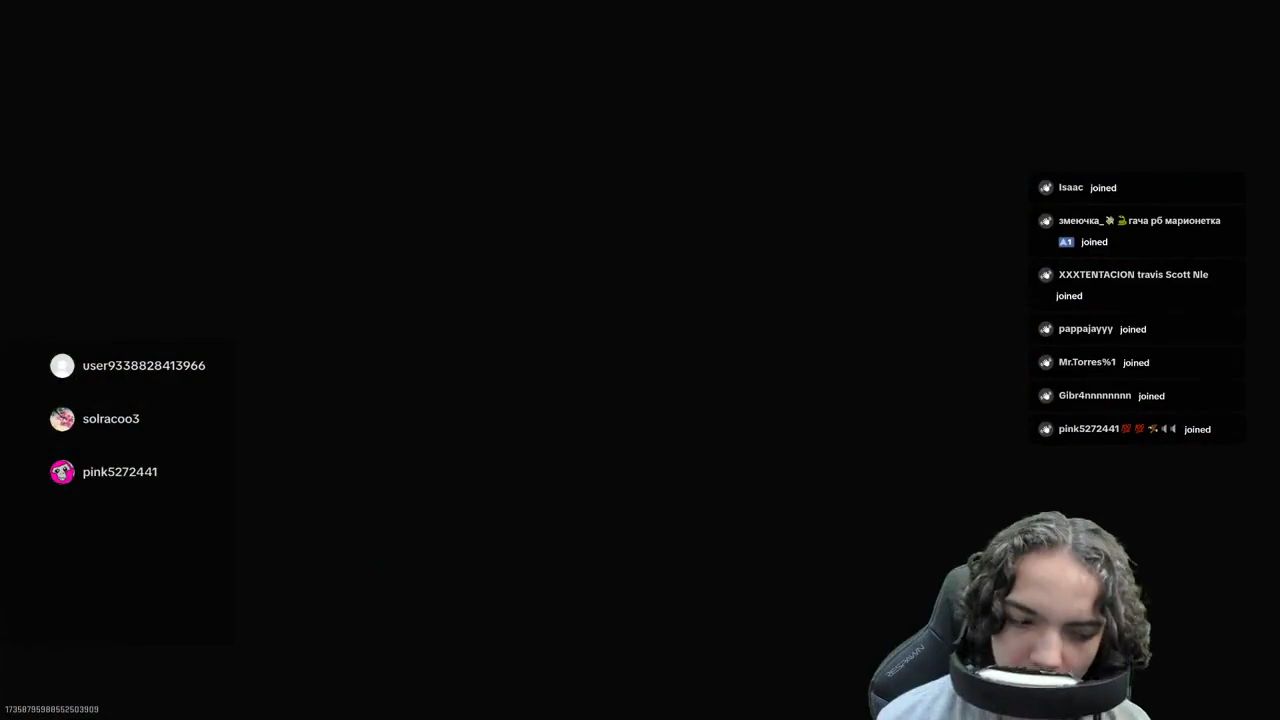 Isaac joined
змеючка_💸🐍гача рб марионетка
A1 joined
XXXTENTACION travis Scott Nle
joined
pappajayyy joined
Mr.Torres%1 joined
Gibr4nnnnnnnn joined
pink5272441 joined
user9338828413966
solracoo3
pink5272441
17358795988552503909